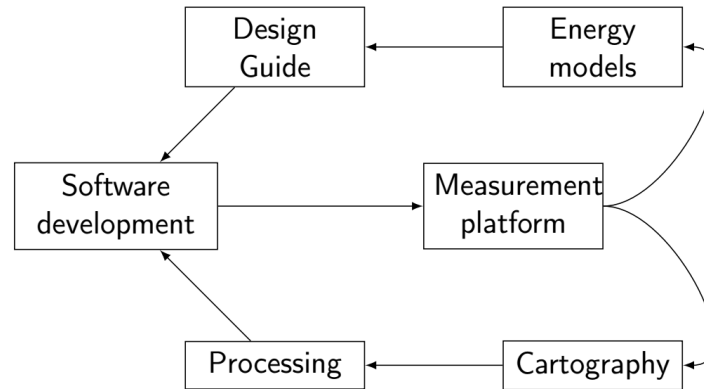 Design
Guide
Energy
models
Software
development
Measurement
platform
Processing
Cartography